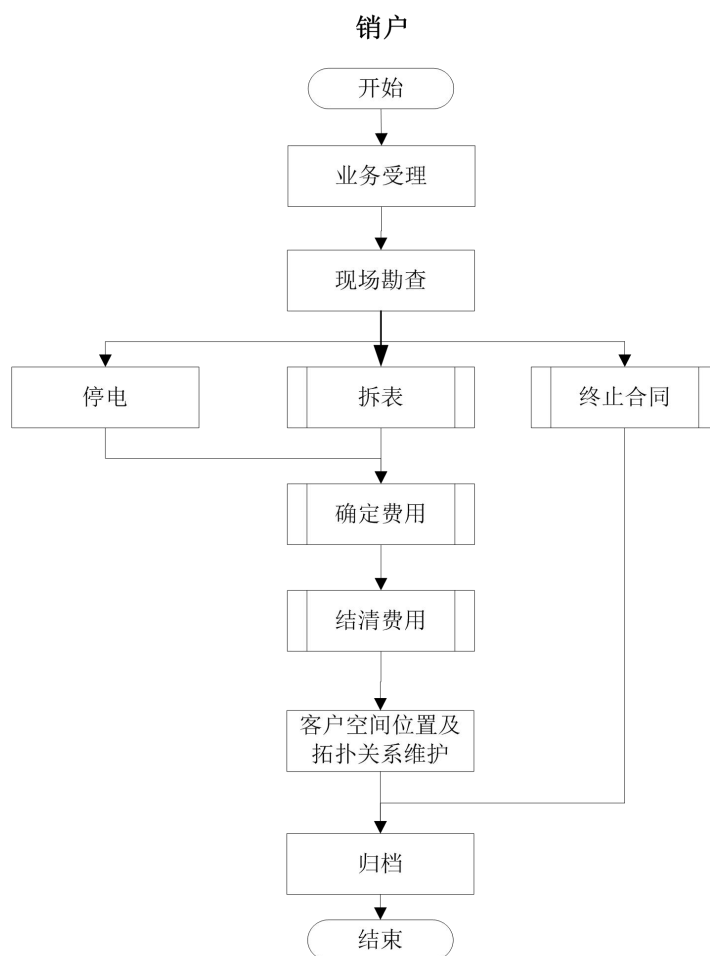 销户
开始
业务受理
现场勘查
停电
拆表
终止合同
确定费用
结清费用
客户空间位置及
拓扑关系维护
归档
结束